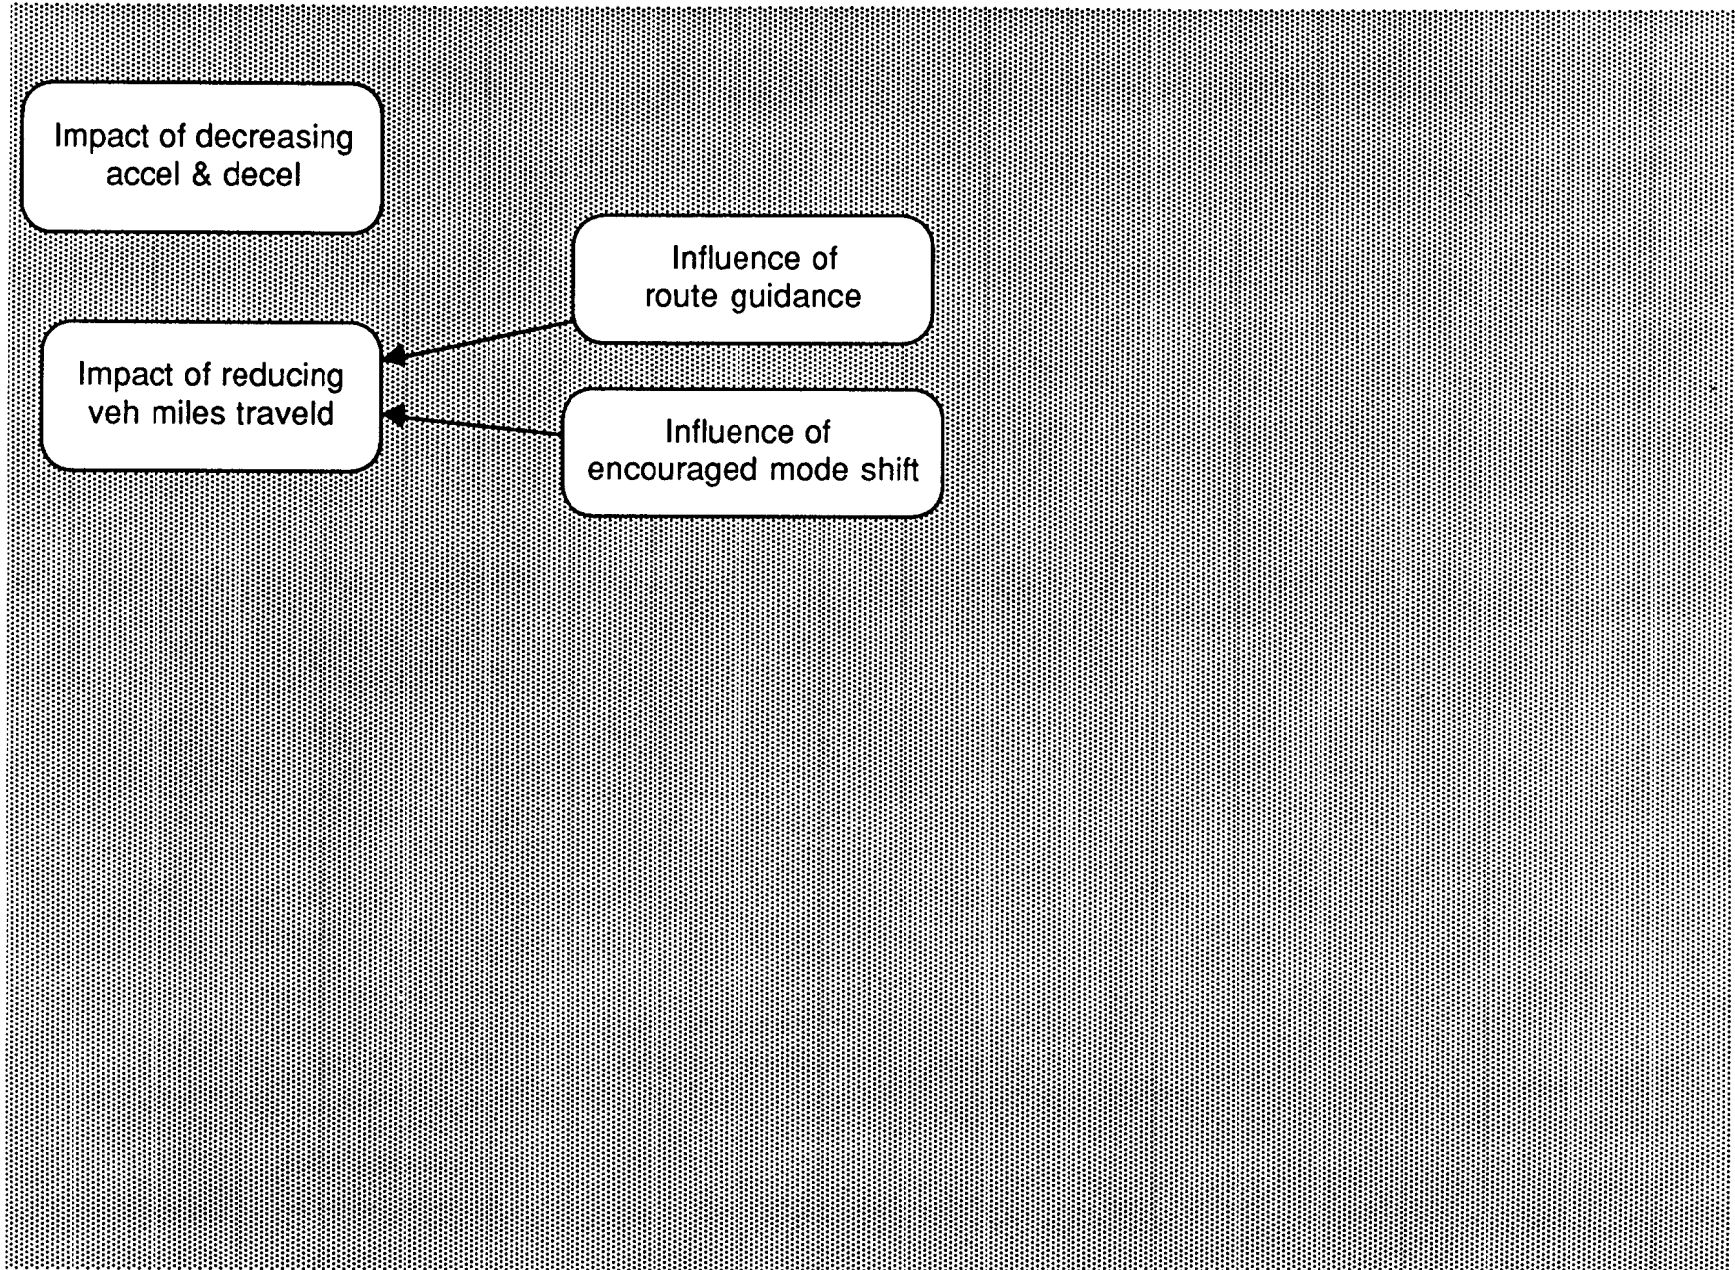 Impact of decreasing
accel & decel
Influence of
route guidance
Impact of reducing
veh miles traveld
Influence of
encouraged mode shift